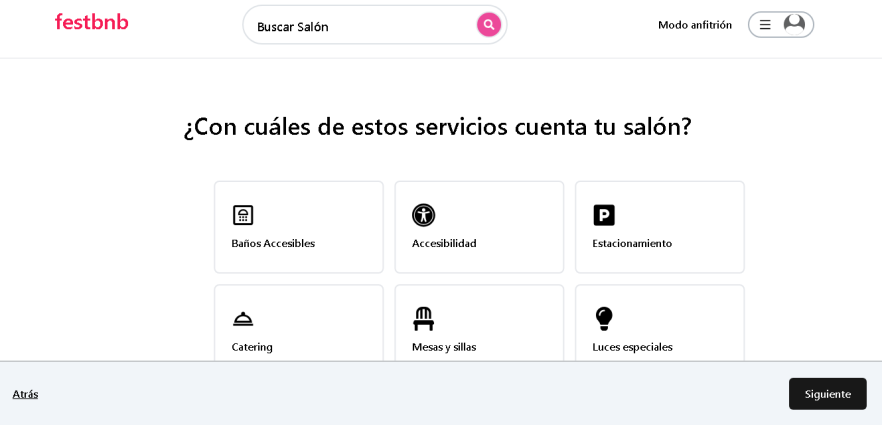 festbnb
Buscar Salón
Modo anfitrión
¿Con cuáles de estos servicios cuenta tu salón?
Baños Accesibles
Accesibilidad
P
Estacionamiento
Catering
Mesas y sillas
Luces especiales
Atrás
Siguiente